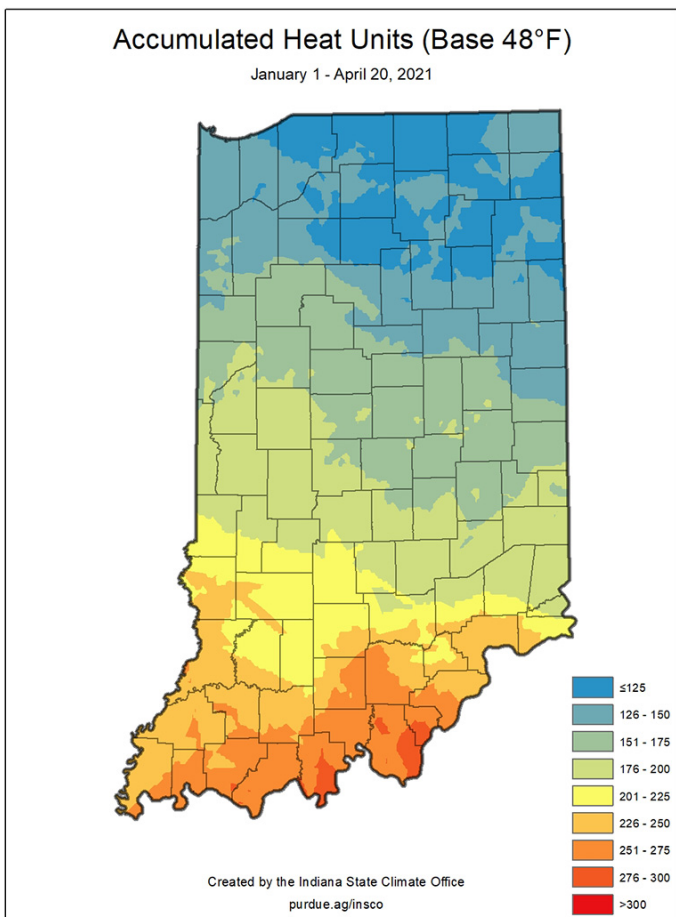 Accumulated Heat Units (Base 48°F)
January 1 - April 20, 2021
≤125
126 - 150
151 - 175
176 - 200
201 - 225
226 - 250
251 - 275
276 - 300
>300
Created by the Indiana State Climate Office
purdue.ag/insco